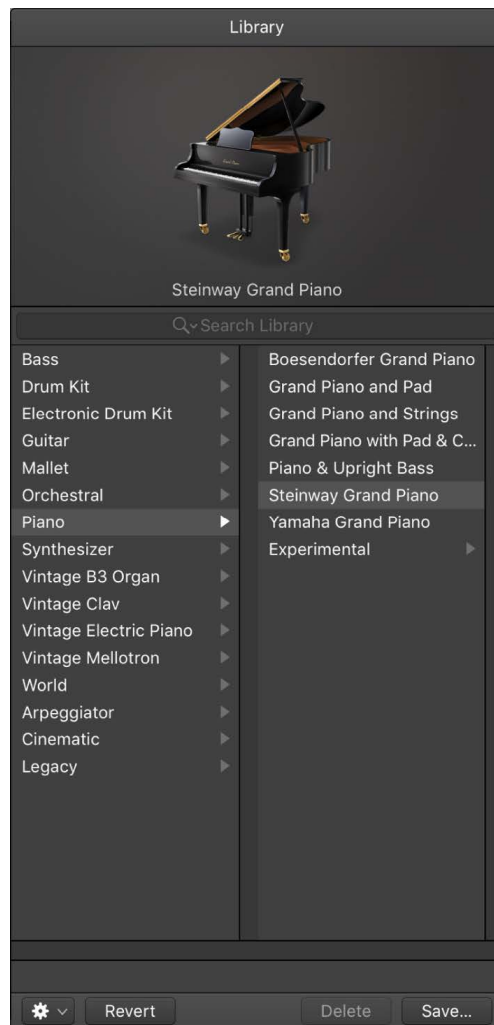 Library
Steinway Grand Piano
Search Library
Bass
Drum Kit
Electronic Drum Kit
Guitar
Mallet
Orchestral
Piano
Synthesizer
Vintage B3 Organ
Vintage Clav
Vintage Electric Piano
Vintage Mellotron
World
Arpeggiator
Cinematic
Legacy
Boesendorfer Grand Piano
Grand Piano and Pad
Grand Piano and Strings
Grand Piano with Pad & C...
Piano & Upright Bass
Steinway Grand Piano
Yamaha Grand Piano
Experimental
Revert
Delete
Save...